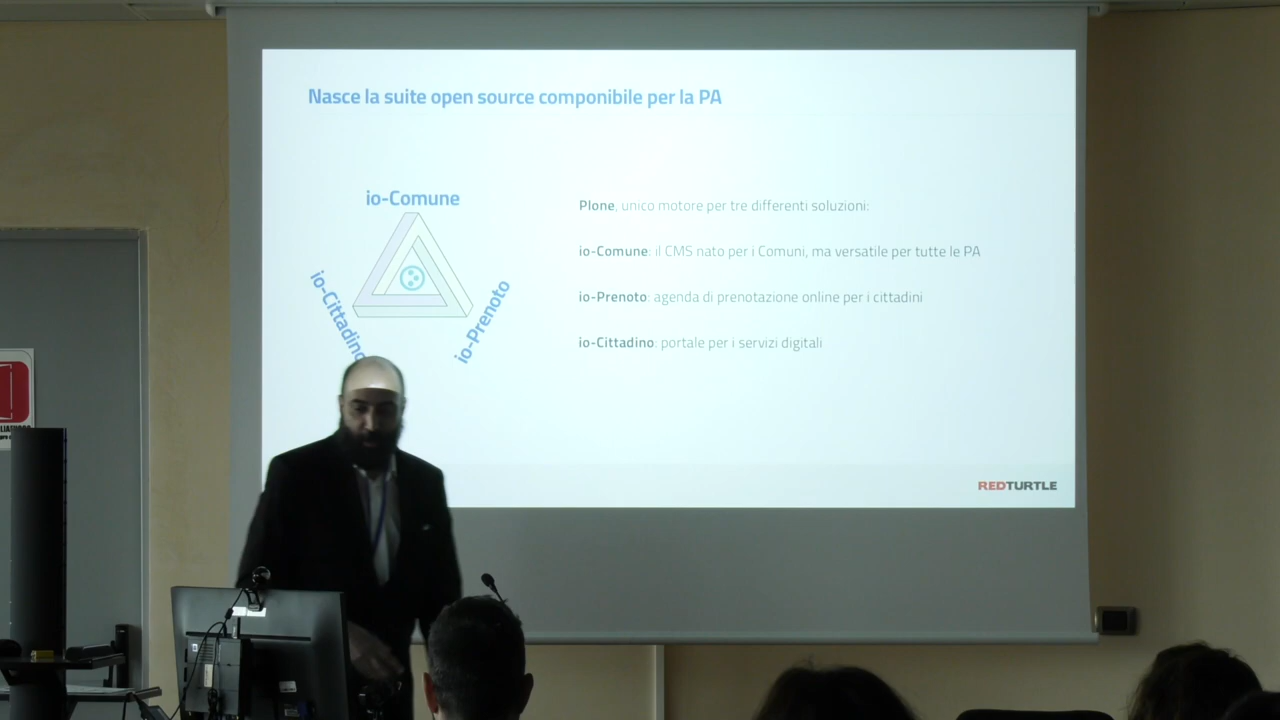 Nasce la suite open source componibile per la PA
io-Comune
io-Cittadino
io-Prenoto
Plone, unico motore per tre differenti soluzioni:
io-Comune: il CMS nato per i Comuni, ma versatile per tutte le PA
io-Prenoto: agenda di prenotazione online per i cittadini
io-Cittadino: portale per i servizi digitali
REDTURTLE